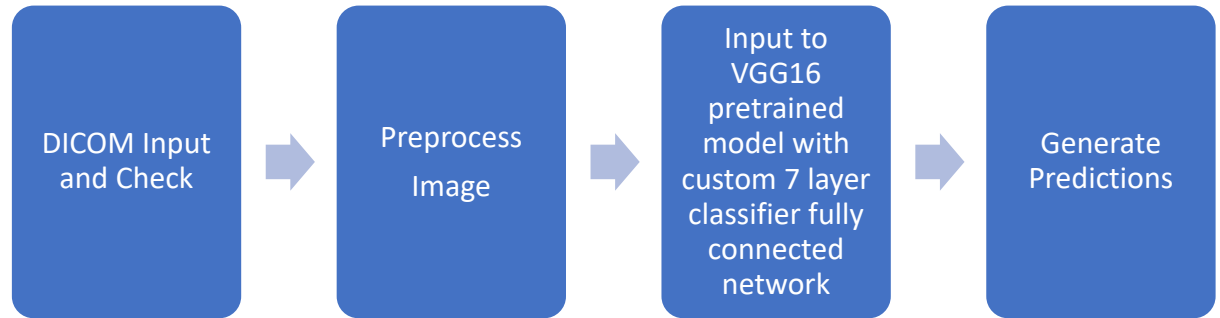 DICOM Input
and Check
Preprocess
Image
Input to
VGG16
pretrained
model with
custom 7 layer
classifier fully
connected
network
Generate
Predictions